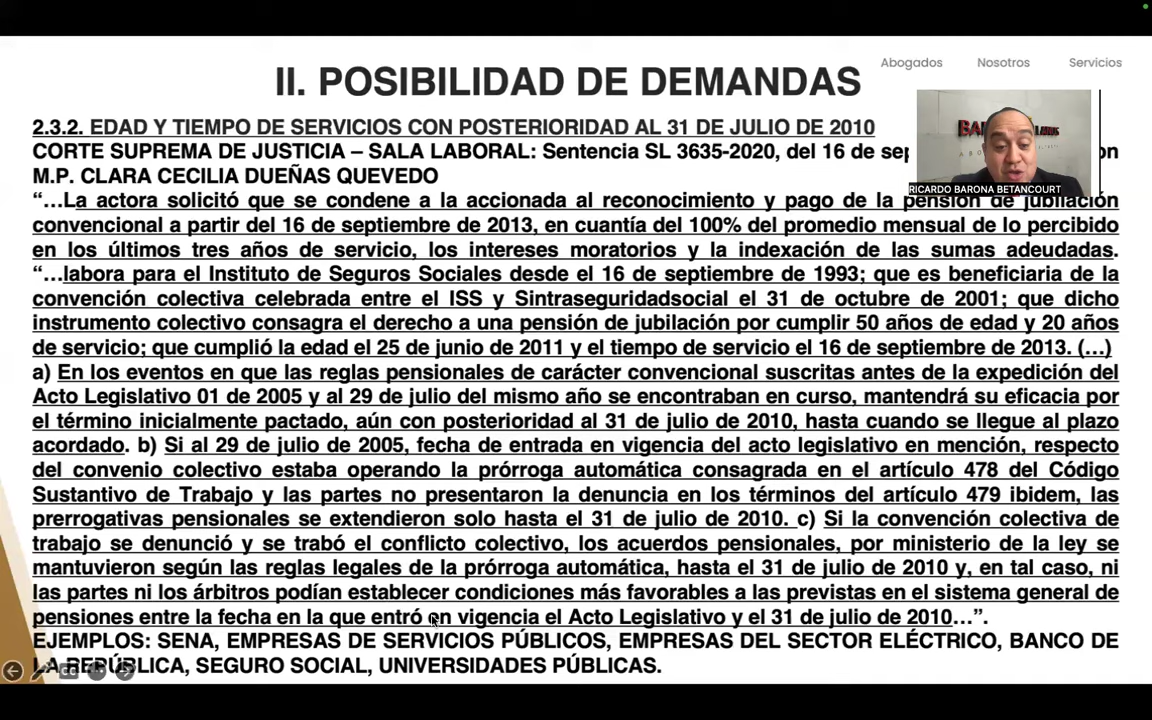 Abogados Nosotros Servicios
II. POSIBILIDAD DE DEMANDAS
2.3.2. EDAD Y TIEMPO DE SERVICIOS CON POSTERIORIDAD AL 31 DE JULIO DE 2010
CORTE SUPREMA DE JUSTICIA – SALA LABORAL: Sentencia SL 3635-2020, del 16 de
M.P. CLARA CECILIA DUEÑAS QUEVEDO
RICARDO BARONA BETANCOURT
“…La actora solicitó que se condene a la accionada al reconocimiento y pago de la pensión de jubilación
convencional a partir del 16 de septiembre de 2013, en cuantía del 100% del promedio mensual de lo percibido
en los últimos tres años de servicio, los intereses moratorios y la indexación de las sumas adeudadas.
“…labora para el Instituto de Seguros Sociales desde el 16 de septiembre de 1993; que es beneficiaria de la
convención colectiva celebrada entre el ISS y Sintraseguridadsocial el 31 de octubre de 2001; que dicho
instrumento colectivo consagra el derecho a una pensión de jubilación por cumplir 50 años de edad y 20 años
de servicio; que cumplió la edad el 25 de junio de 2011 y el tiempo de servicio el 16 de septiembre de 2013. (…)
a) En los eventos en que las reglas pensionales de carácter convencional suscritas antes de la expedición del
Acto Legislativo 01 de 2005 y al 29 de julio del mismo año se encontraban en curso, mantendrá su eficacia por
el término inicialmente pactado, aún con posterioridad al 31 de julio de 2010, hasta cuando se llegue al plazo
acordado. b) Si al 29 de julio de 2005, fecha de entrada en vigencia del acto legislativo en mención, respecto
del convenio colectivo estaba operando la prórroga automática consagrada en el artículo 478 del Código
Sustantivo de Trabajo y las partes no presentaron la denuncia en los términos del artículo 479 ibidem, las
prerrogativas pensionales se extendieron solo hasta el 31 de julio de 2010. c) Si la convención colectiva de
trabajo se denunció y se trabó el conflicto colectivo, los acuerdos pensionales, por ministerio de la ley se
mantuvieron según las reglas legales de la prórroga automática, hasta el 31 de julio de 2010 y, en tal caso, ni
las partes ni los árbitros podían establecer condiciones más favorables a las previstas en el sistema general de
pensiones entre la fecha en la que entró en vigencia el Acto Legislativo y el 31 de julio de 2010…”.
EJEMPLOS: SENA, EMPRESAS DE SERVICIOS PÚBLICOS, EMPRESAS DEL SECTOR ELÉCTRICO, BANCO DE
LA REPÚBLICA, SEGURO SOCIAL, UNIVERSIDADES PÚBLICAS.